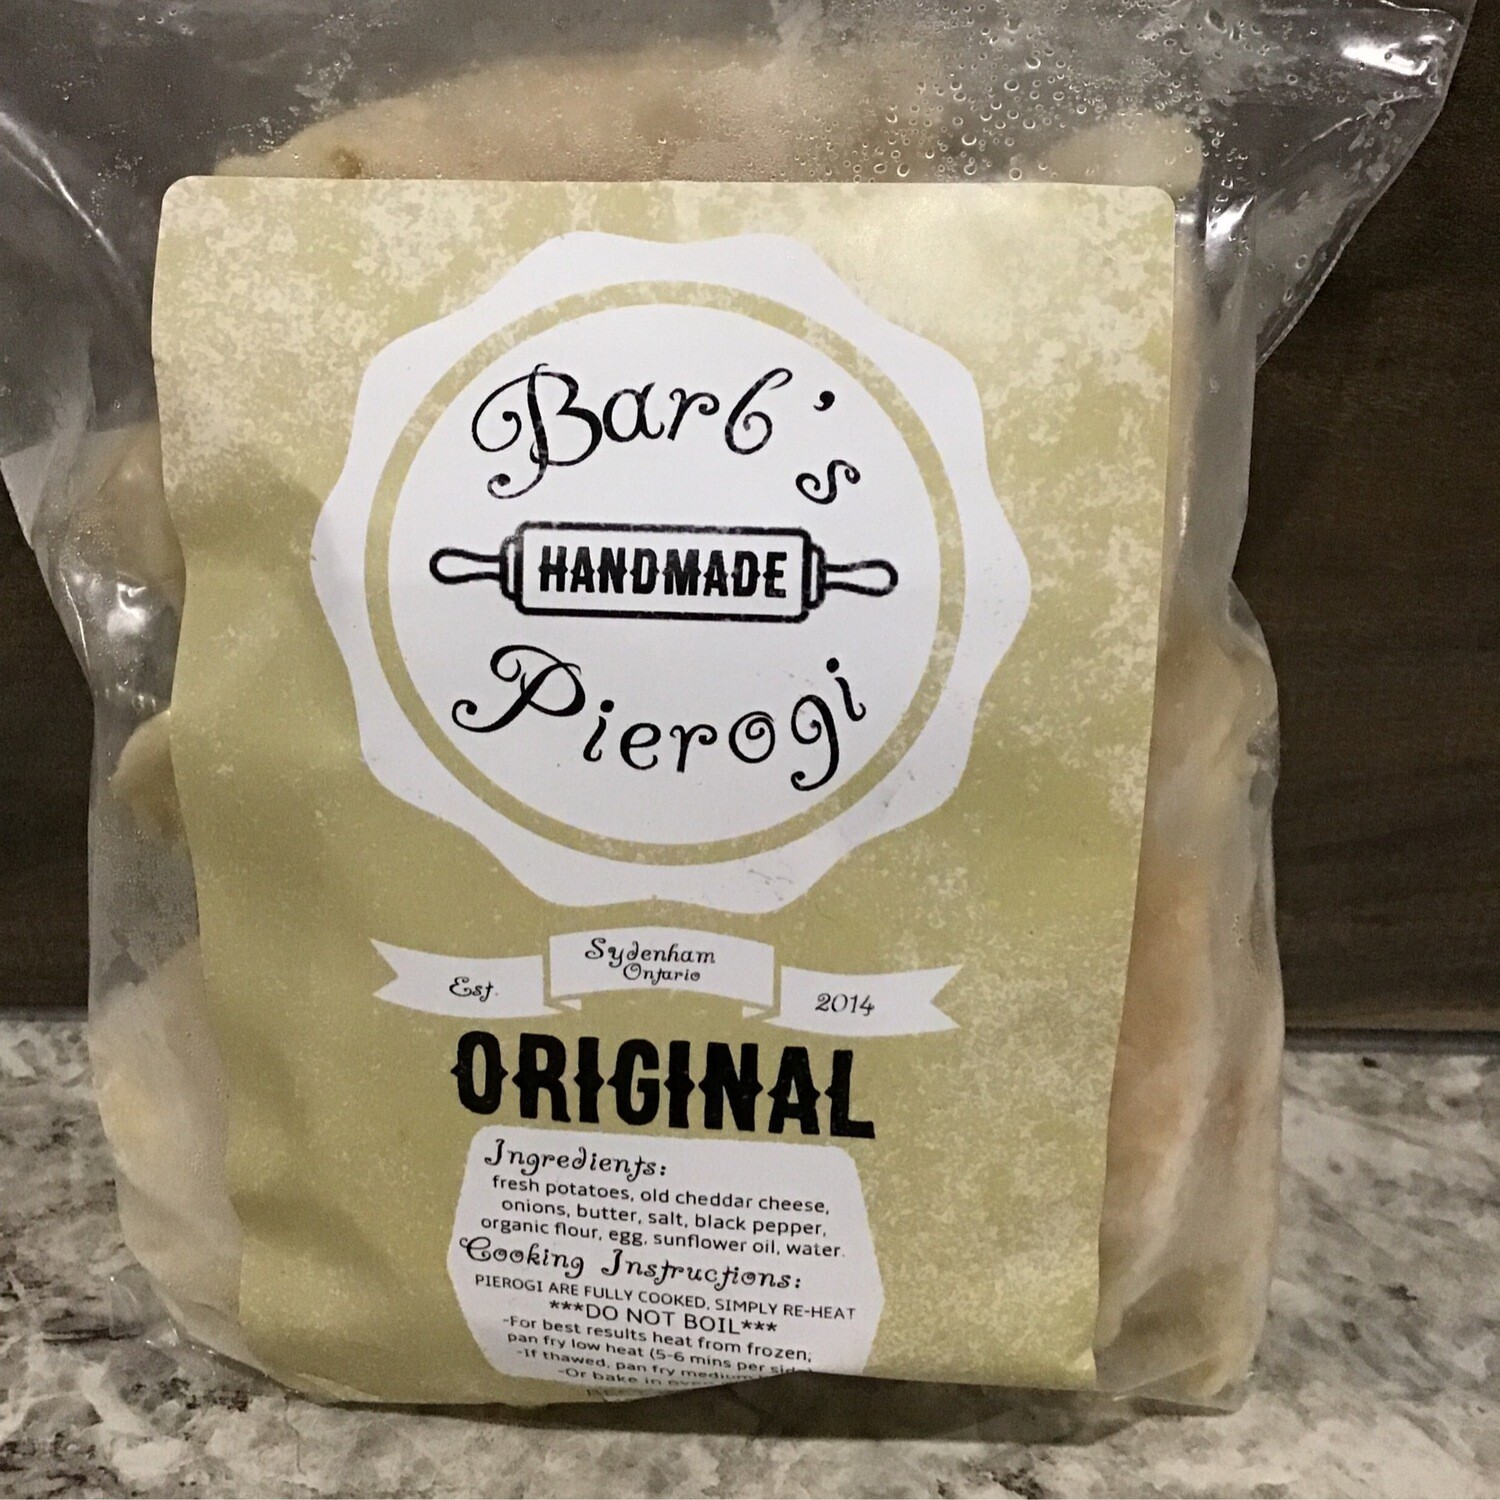 Barb's
HANDMADE
Pierogi
Est.
Sydenham
Ontario
2014
ORIGINAL
Ingredients:
fresh potatoes, old cheddar cheese,
onions, butter, salt, black pepper,
organic flour, egg, sunflower oil, water.
Cooking Instructions:
PIEROGI ARE FULLY COOKED, SIMPLY RE-HEAT
***DO NOT BOIL***
-For best results heat from frozen;
pan fry low heat (5-6 mins per side)
-If thawed, pan fry medium
-Or bake in oven